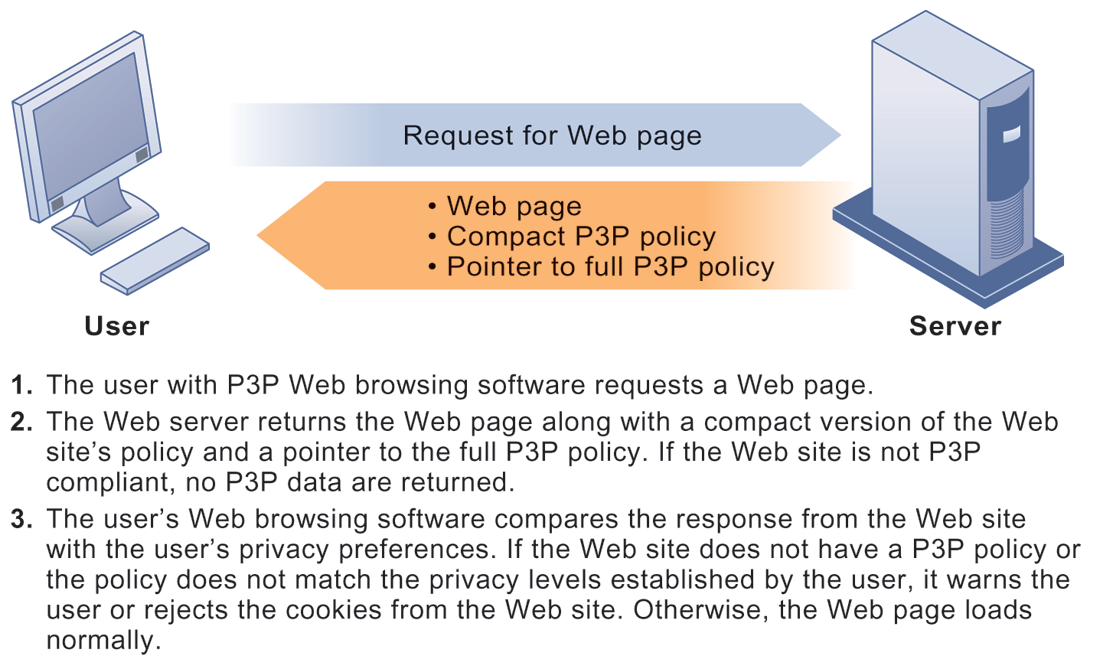 Request for Web page
• Web page
• Compact P3P policy
• Pointer to full P3P policy
User
Server
1. The user with P3P Web browsing software requests a Web page.
2. The Web server returns the Web page along with a compact version of the Web
site's policy and a pointer to the full P3P policy. If the Web site is not P3P
compliant, no P3P data are returned.
3. The user's Web browsing software compares the response from the Web site
with the user's privacy preferences. If the Web site does not have a P3P policy or
the policy does not match the privacy levels established by the user, it warns the
user or rejects the cookies from the Web site. Otherwise, the Web page loads
normally.